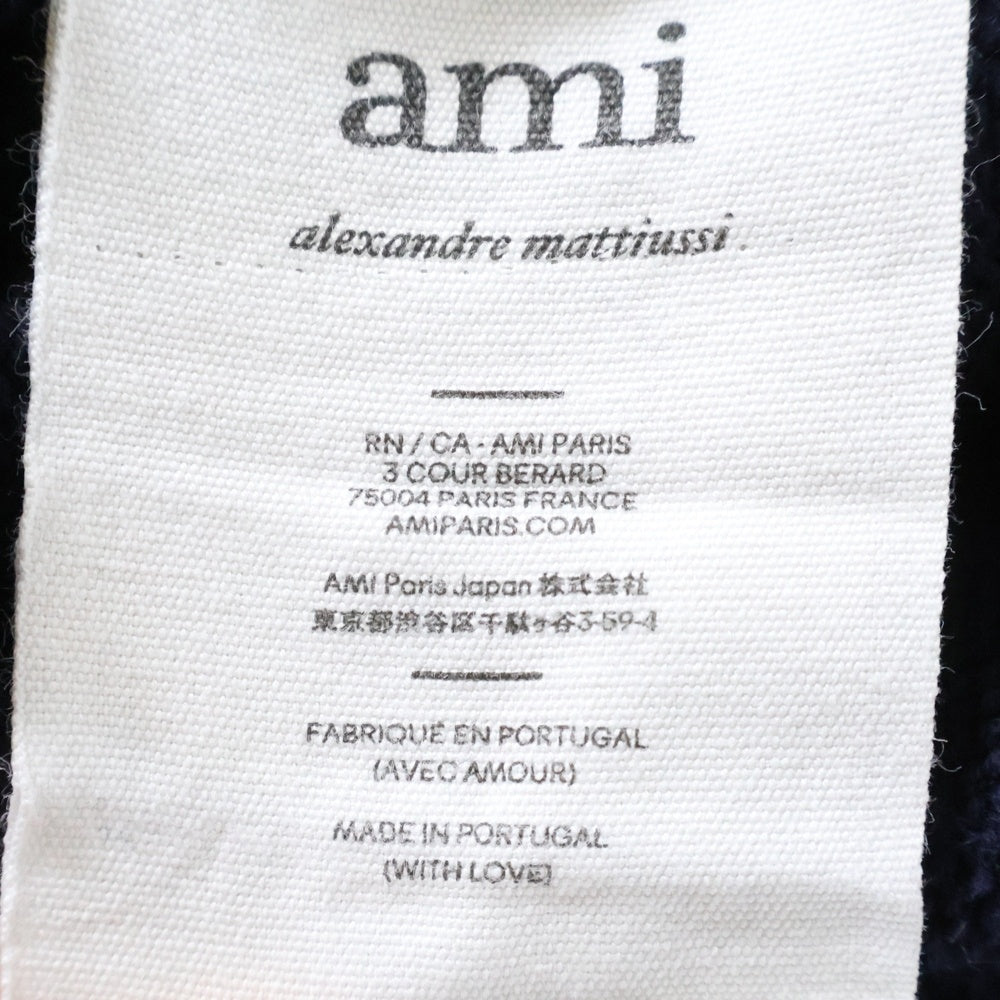 ami
alexandre mattiussi
RN / CA - AMI PARIS
3 COUR BERARD
75004 PARIS FRANCE
AMIPARIS.COM
AMI Paris Japan 株式会社
東京都渋谷区千駄ヶ谷3-59-4
FABRIQUÉ EN PORTUGAL
(AVEC AMOUR)
MADE IN PORTUGAL
(WITH LOVE)